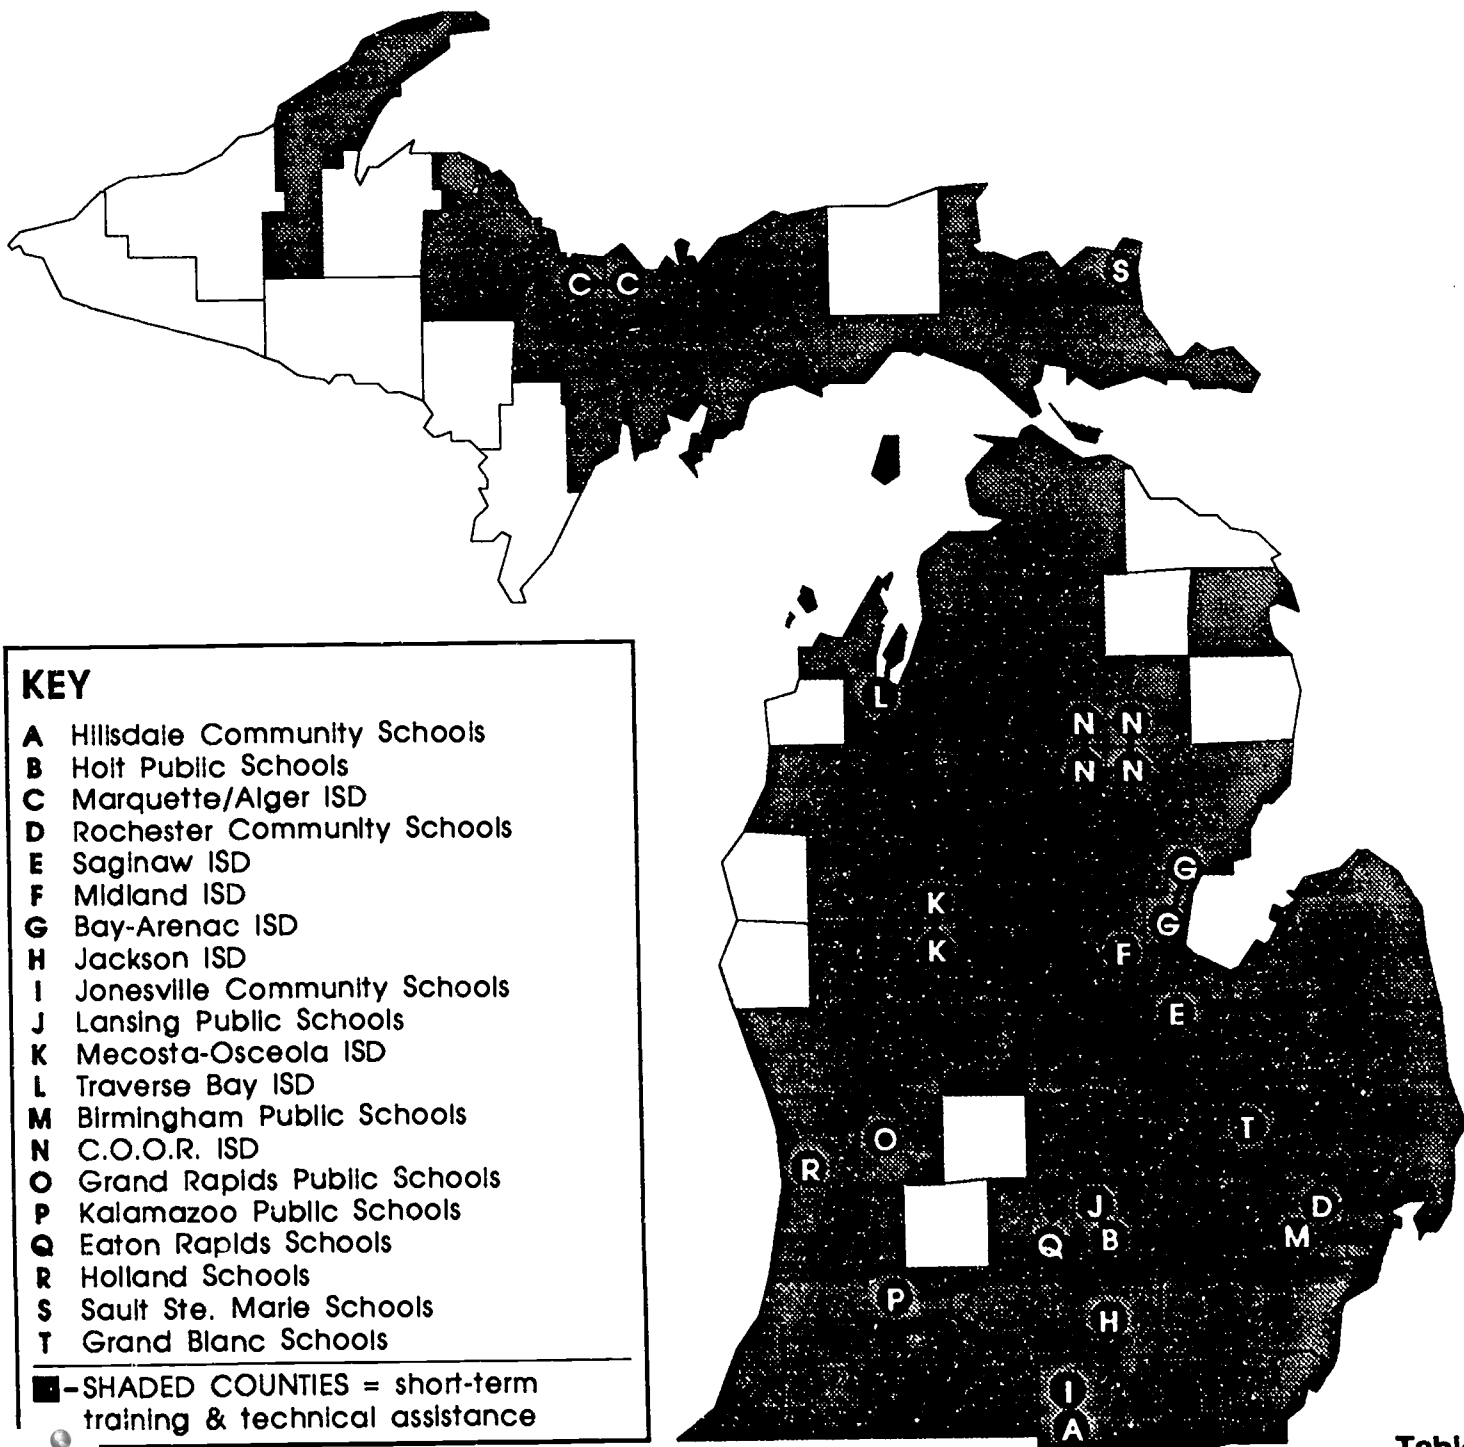 C C S
L
N N
N N
G
K
G
K F
E
T
O
R
J D
Q B M
P
H
I
A
KEY
A Hillsdale Community Schools
B Holt Public Schools
C Marquette/Alger ISD
D Rochester Community Schools
E Saginaw ISD
F Midland ISD
G Bay-Arenac ISD
H Jackson ISD
I Jonesville Community Schools
J Lansing Public Schools
K Mecosta-Osceola ISD
L Traverse Bay ISD
M Birmingham Public Schools
N C.O.O.R. ISD
O Grand Rapids Public Schools
P Kalamazoo Public Schools
Q Eaton Rapids Schools
R Holland Schools
S Sault Ste. Marie Schools
T Grand Blanc Schools
-SHADED COUNTIES = short-term
training & technical assistance